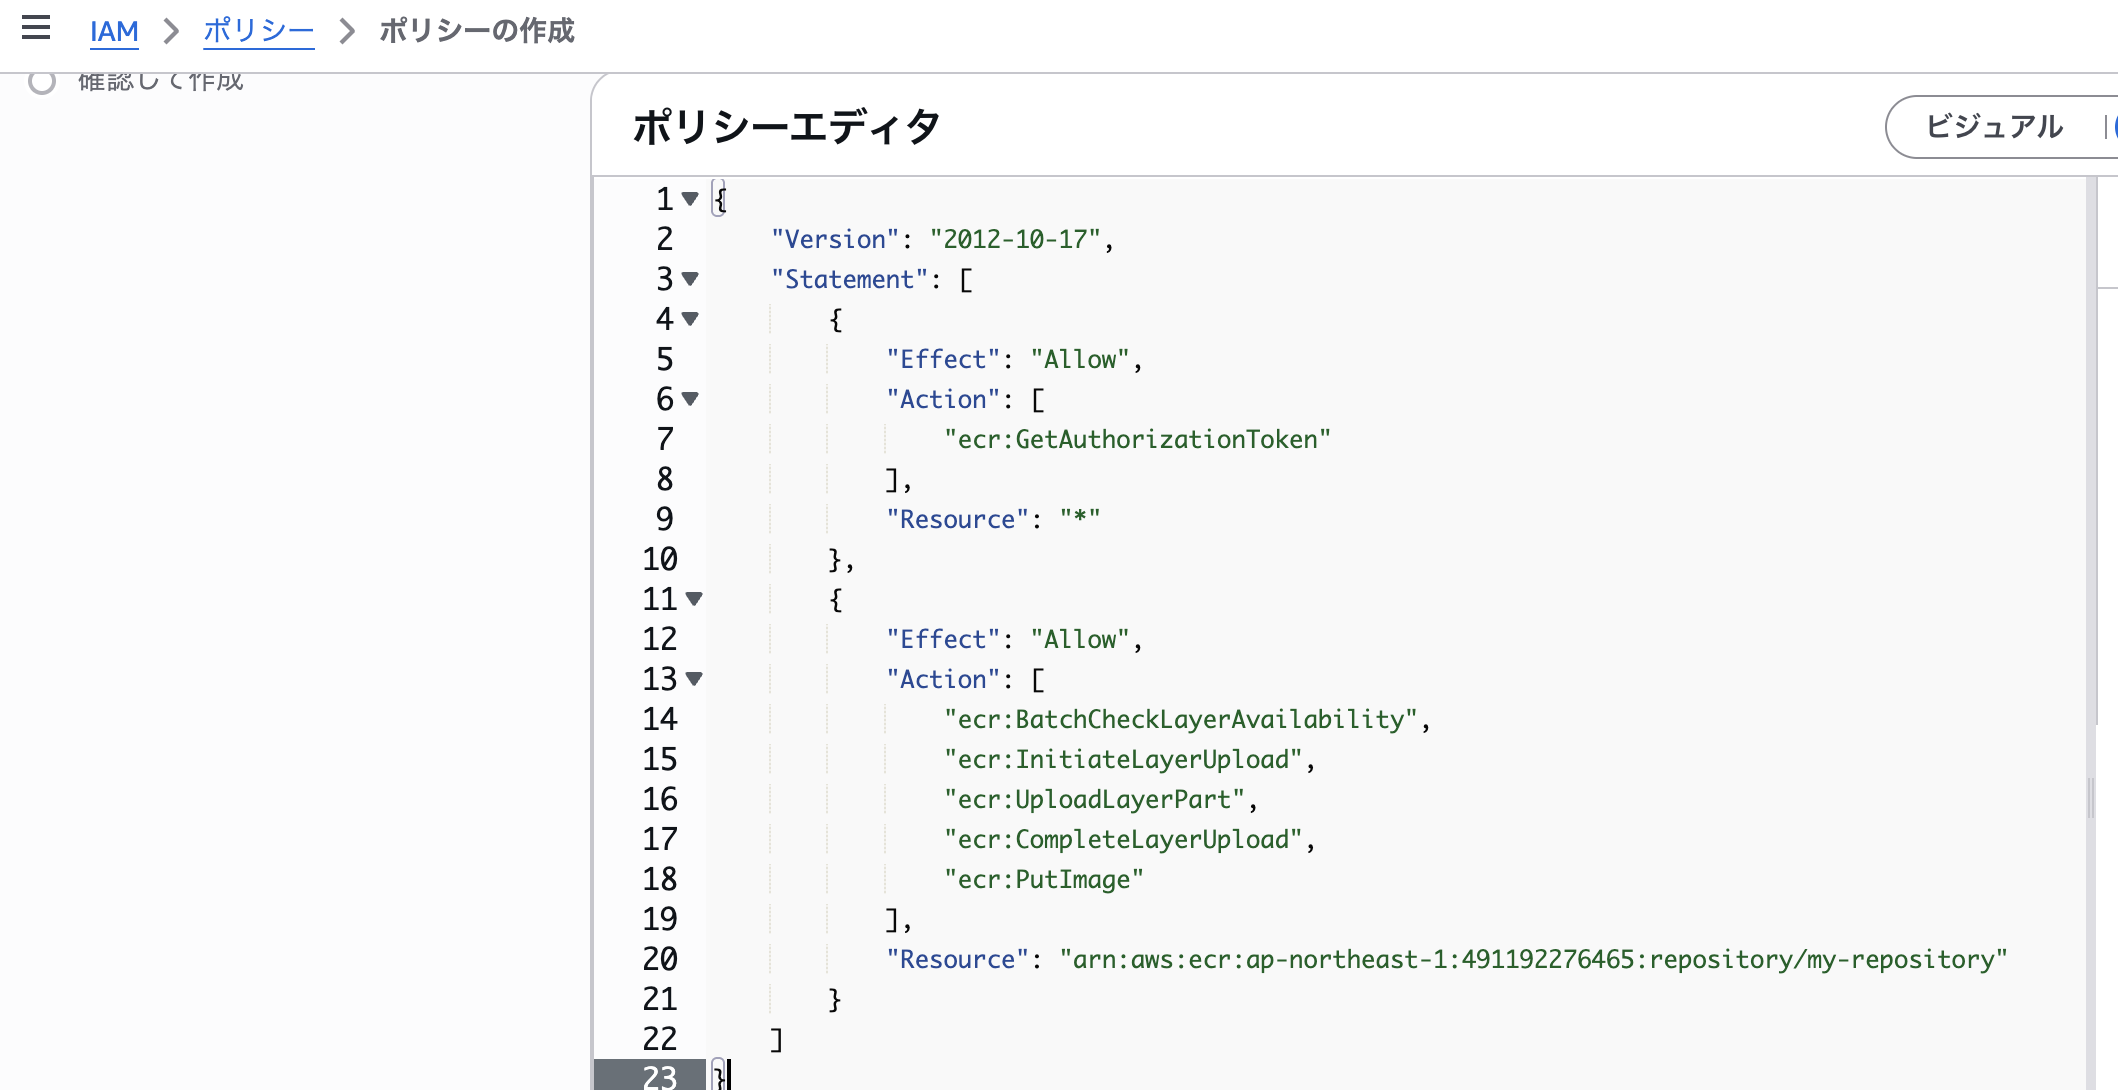 IAM > ポリシー > ポリシーの作成
確認して作成
ポリシーエディタ
ビジュアル
1 {
2 "Version": "2012-10-17",
3 "Statement": [
4 {
5 "Effect": "Allow",
6 "Action": [
7 "ecr:GetAuthorizationToken"
8 ],
9 "Resource": "*"
10 },
11 {
12 "Effect": "Allow",
13 "Action": [
14 "ecr:BatchCheckLayerAvailability",
15 "ecr:InitiateLayerUpload",
16 "ecr:UploadLayerPart",
17 "ecr:CompleteLayerUpload",
18 "ecr:PutImage"
19 ],
20 "Resource": "arn:aws:ecr:ap-northeast-1:491192276465:repository/my-repository"
21 }
22 ]
23 }